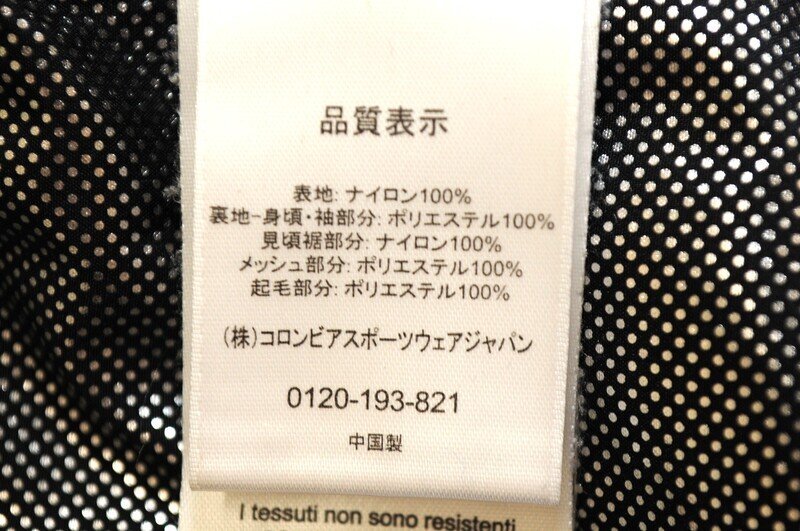 品質表示
表地: ナイロン100%
裏地-身頃・袖部分: ポリエステル100%
見頃裾部分: ナイロン100%
メッシュ部分: ポリエステル100%
起毛部分: ポリエステル100%
(株)コロンビアスポーツウェアジャパン
0120-193-821
中国製
I tessuti non sono resistenti